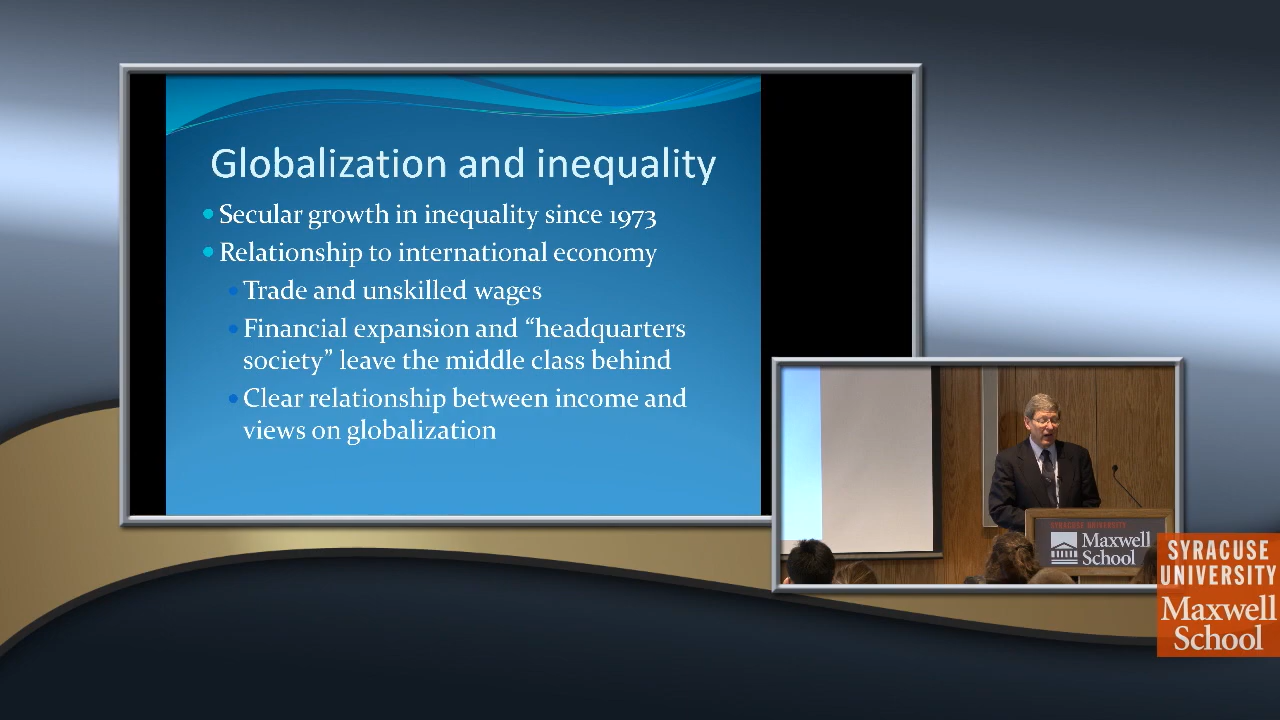 Globalization and inequality
Secular growth in inequality since 1973
Relationship to international economy
Trade and unskilled wages
Financial expansion and “headquarters
society” leave the middle class behind
Clear relationship between income and
views on globalization
SYRACUSE UNIVERSITY
Maxwell
School
SYRACUSE
UNIVERSITY
Maxwell
School